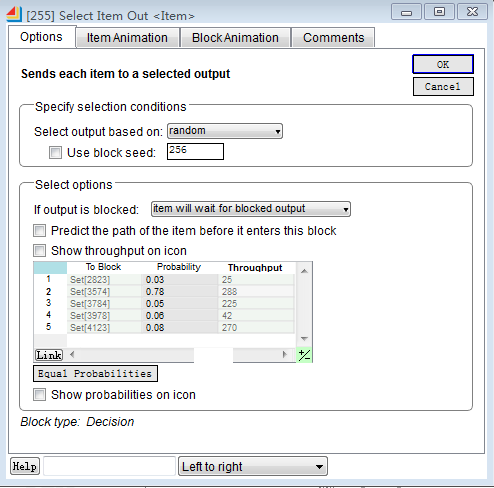 [255] Select Item Out <Item>
Options Item Animation Block Animation Comments
Sends each item to a selected output
OK
Cancel
Specify selection conditions
Select output based on: random
Use block seed: 256
Select options
If output is blocked: item will wait for blocked output
Predict the path of the item before it enters this block
Show throughput on icon
To Block Probability Throughput
1 Set[2823] 0.03 25
2 Set[3574] 0.78 288
3 Set[3784] 0.05 225
4 Set[3978] 0.06 42
5 Set[4123] 0.08 270
Link
Equal Probabilities
Show probabilities on icon
Block type: Decision
Help Left to right